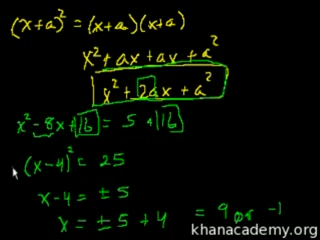 (x+a)² = (x+a)(x+a)
x² + ax + ax + a²
x² + 2ax + a²
x² - 8x + 16 = 5 + 16
(x-4)² = 25
x-4 = ± 5
x = ± 5 + 4 = 9 or -1
khanacademy.org